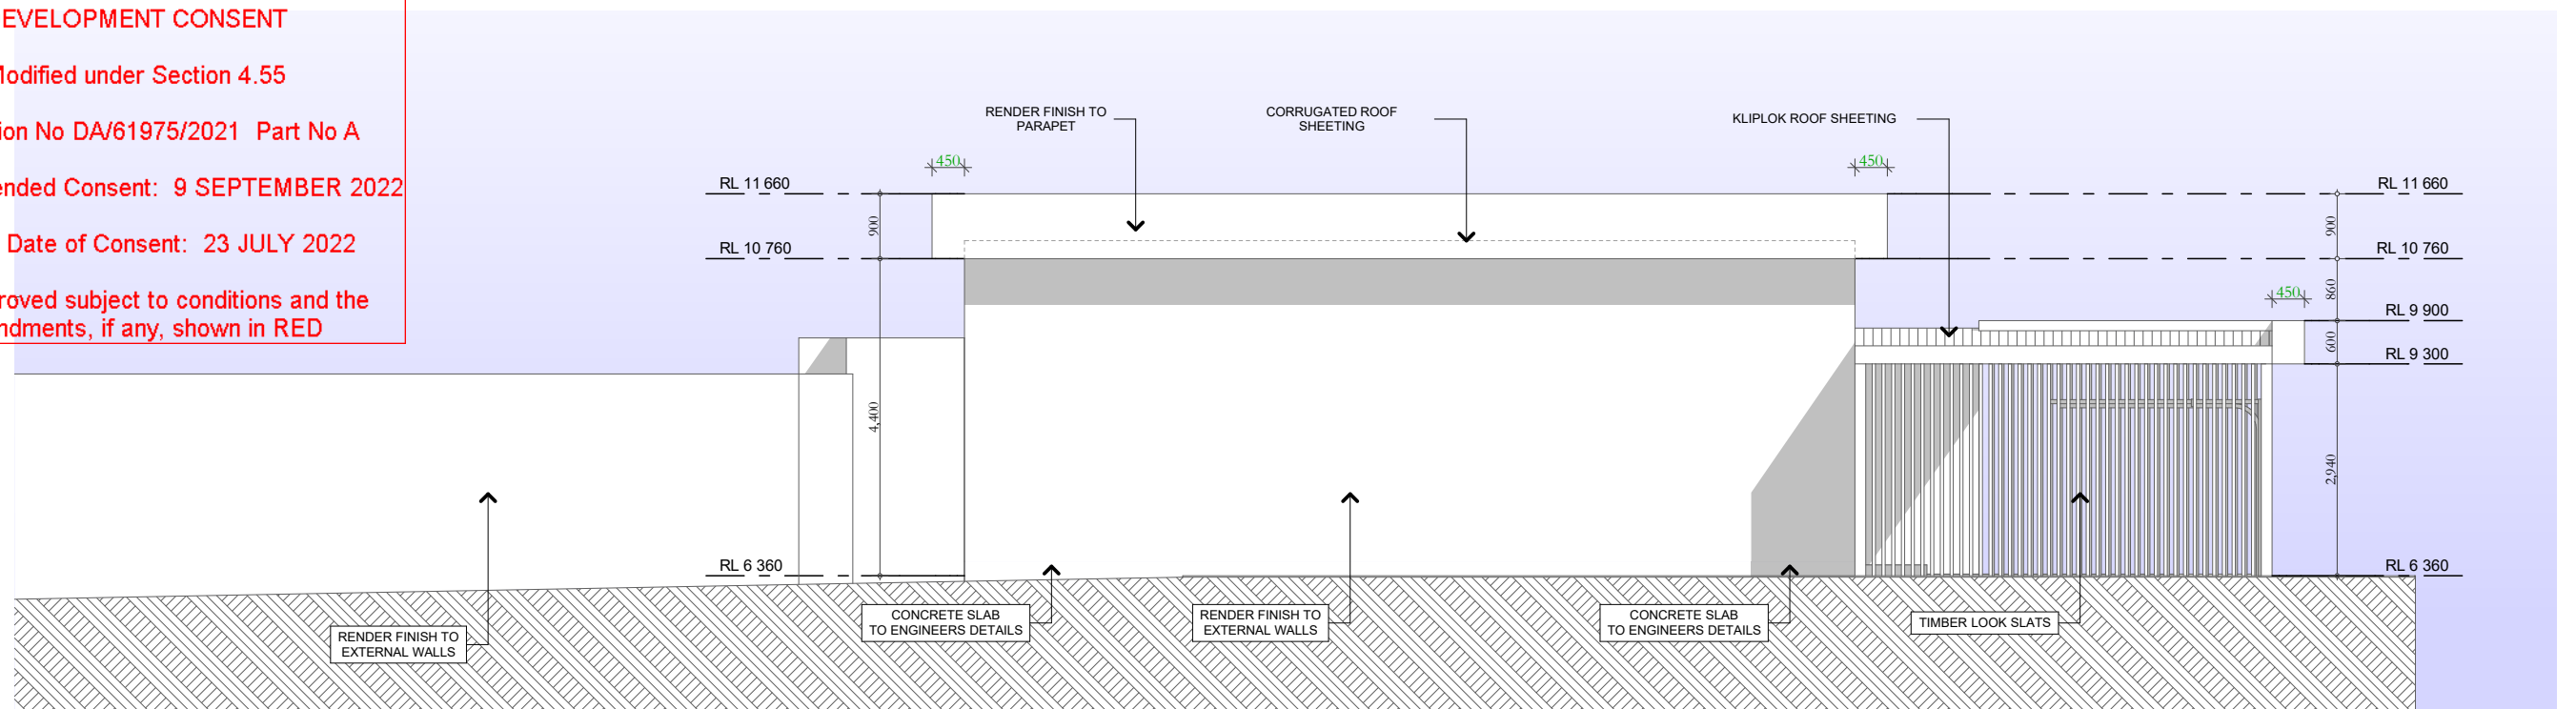 EVELOPMENT CONSENT
Modified under Section 4.55
ion No DA/61975/2021 Part No A
ended Consent: 9 SEPTEMBER 2022
Date of Consent: 23 JULY 2022
roved subject to conditions and the
ndments, if any, shown in RED
RENDER FINISH TO
PARAPET
CORRUGATED ROOF
SHEETING
KLIPLOK ROOF SHEETING
450
450
RL 11 660
RL 11 660
900
900
RL 10 760
RL 10 760
860
450
RL 9 900
600
RL 9 300
4,400
2,940
RL 6 360
RL 6 360
RENDER FINISH TO
EXTERNAL WALLS
CONCRETE SLAB
TO ENGINEERS DETAILS
RENDER FINISH TO
EXTERNAL WALLS
CONCRETE SLAB
TO ENGINEERS DETAILS
TIMBER LOOK SLATS